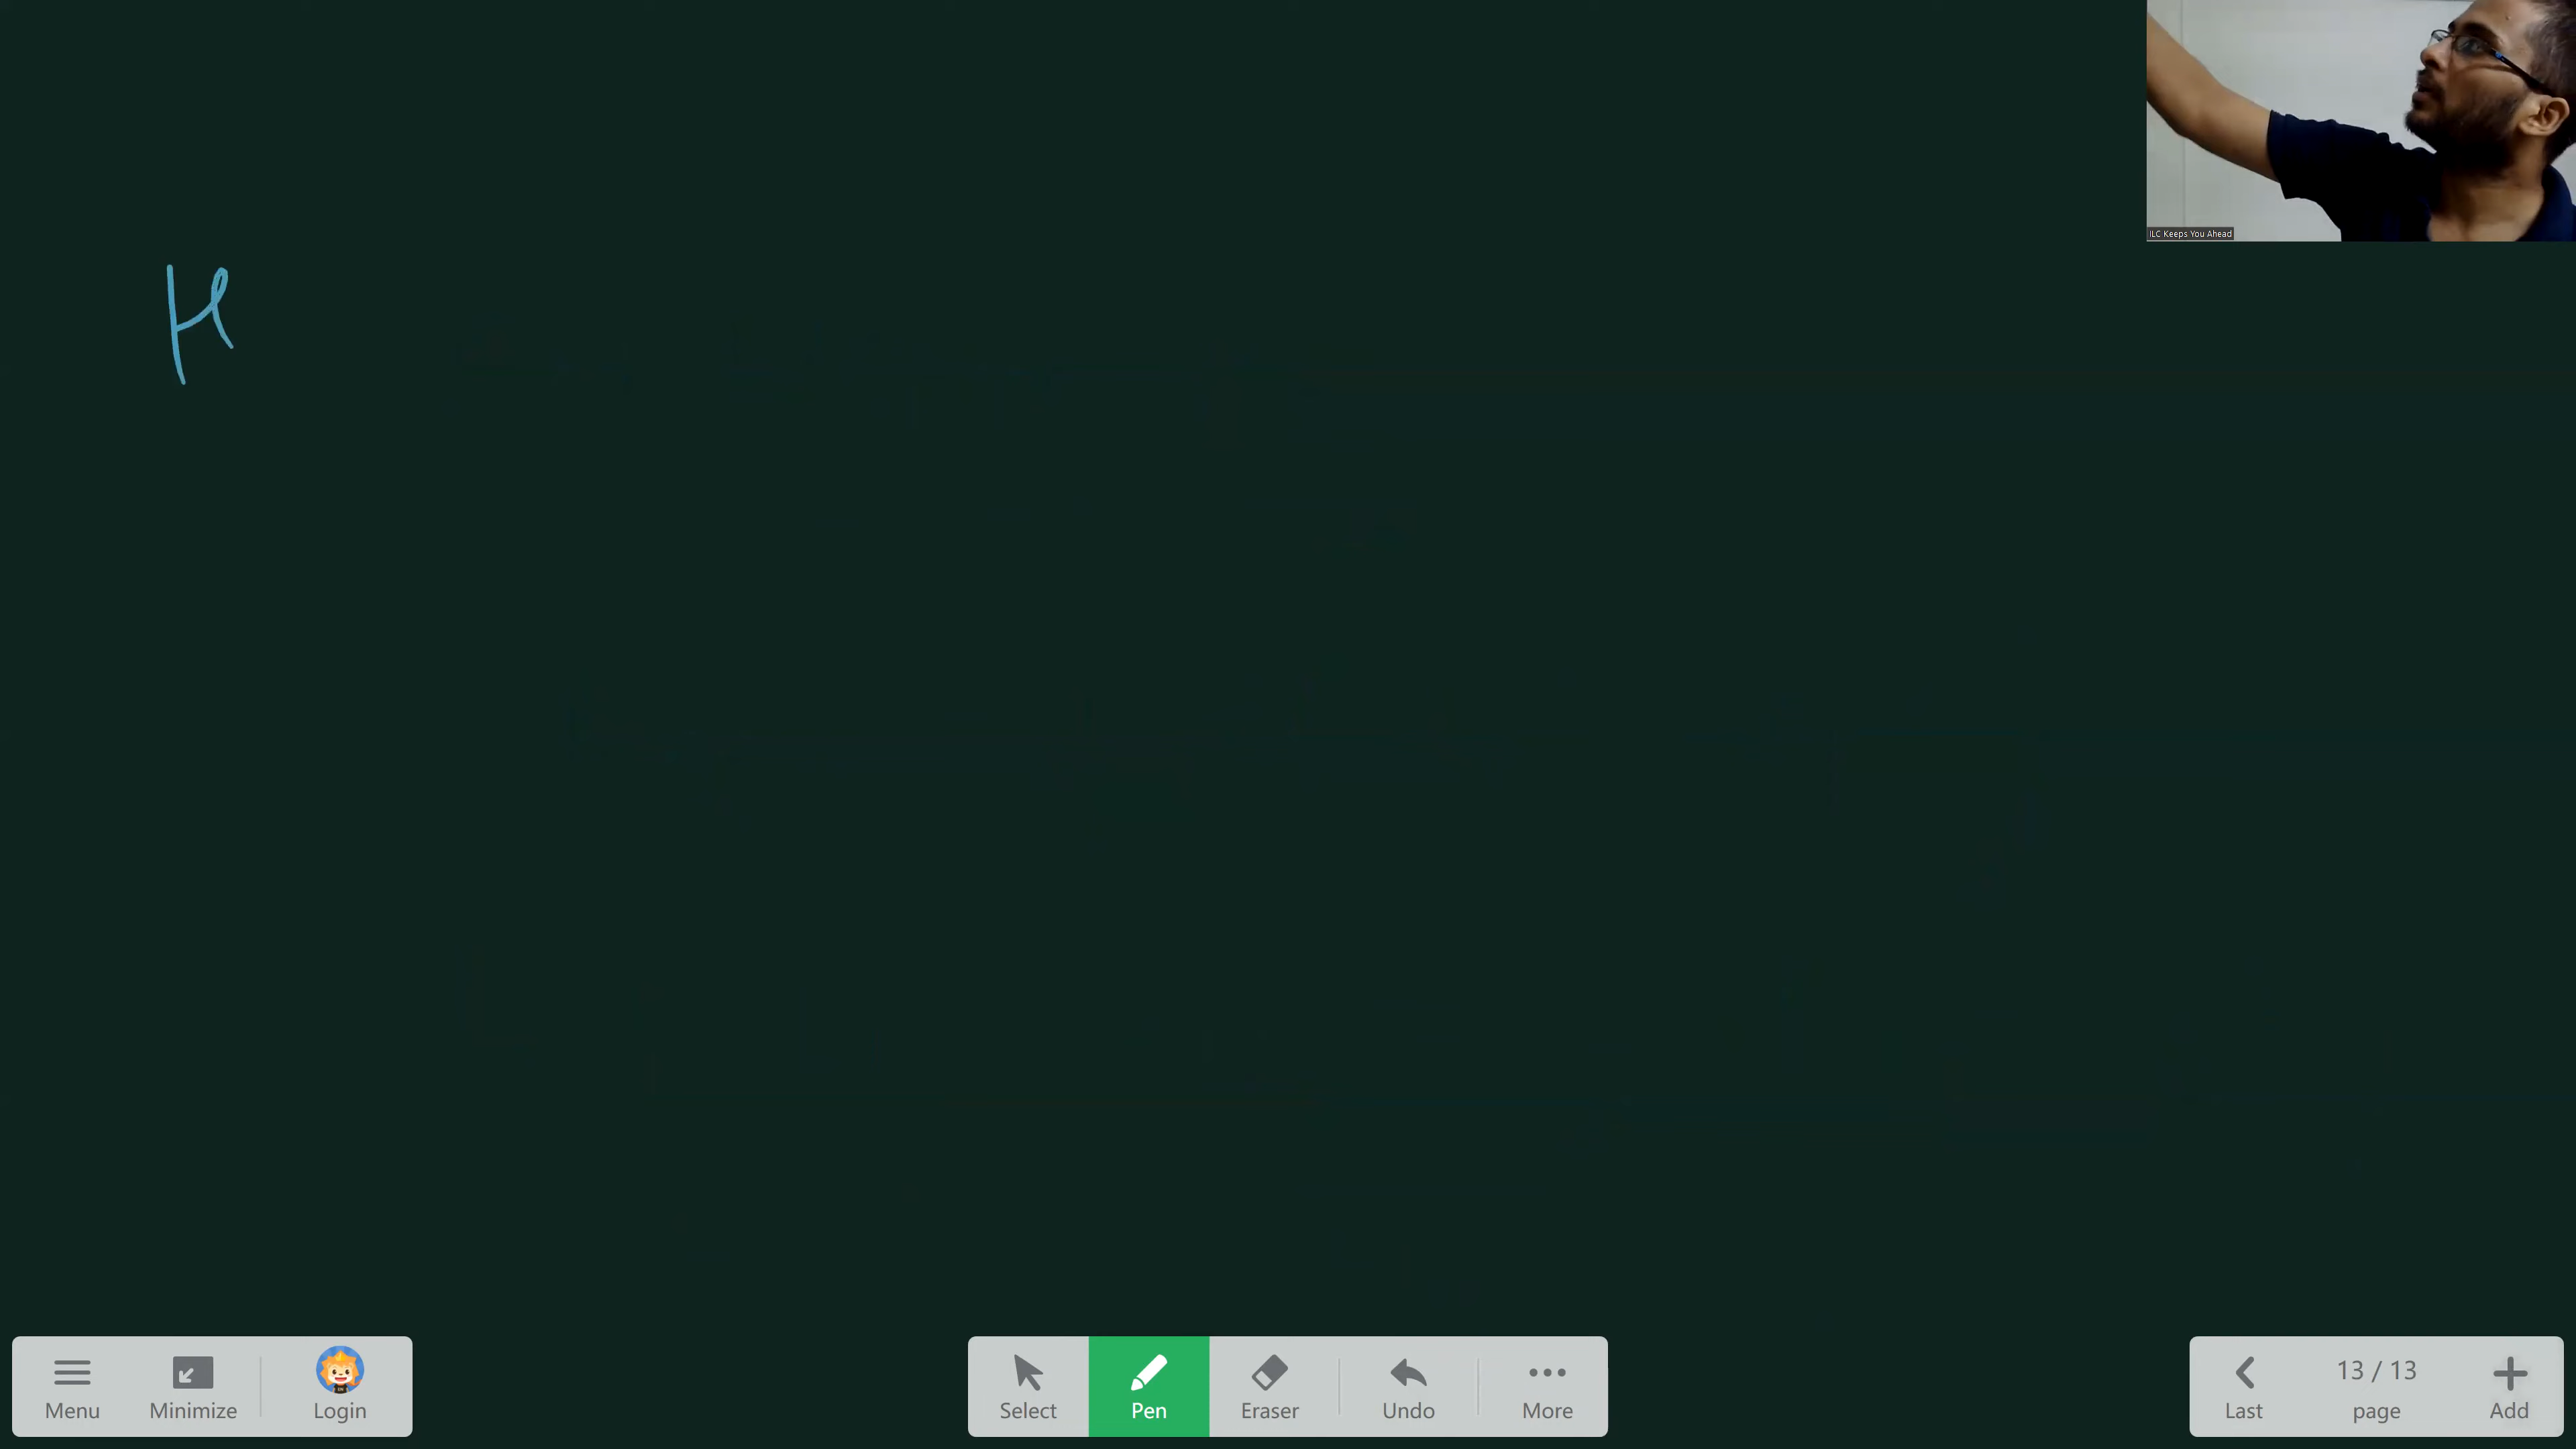 ILC Keeps You Ahead
μ
Menu Minimize Login Select Pen Eraser Undo More Last 13 / 13 page Add